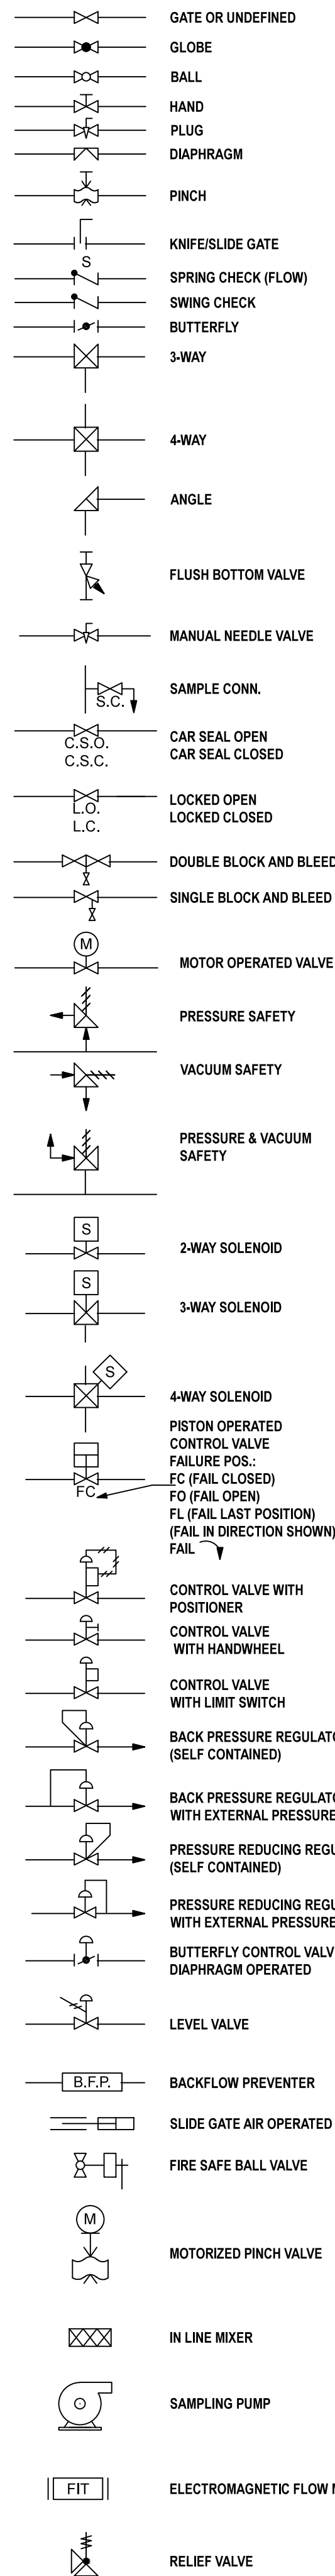 GATE OR UNDEFINED
GLOBE
BALL
HAND
PLUG
DIAPHRAGM
PINCH
KNIFE/SLIDE GATE
S
SPRING CHECK (FLOW)
SWING CHECK
BUTTERFLY
3-WAY
4-WAY
ANGLE
FLUSH BOTTOM VALVE
MANUAL NEEDLE VALVE
SAMPLE CONN.
S.C.
CAR SEAL OPEN
C.S.O.
CAR SEAL CLOSED
C.S.C.
LOCKED OPEN
L.O.
LOCKED CLOSED
L.C.
DOUBLE BLOCK AND BLEED
SINGLE BLOCK AND BLEED
M
MOTOR OPERATED VALVE
PRESSURE SAFETY
VACUUM SAFETY
PRESSURE & VACUUM
SAFETY
S
2-WAY SOLENOID
S
3-WAY SOLENOID
S
4-WAY SOLENOID
PISTON OPERATED
CONTROL VALVE
FAILURE POS.:
FC (FAIL CLOSED)
FC
FO (FAIL OPEN)
FL (FAIL LAST POSITION)
(FAIL IN DIRECTION SHOWN)
FAIL
CONTROL VALVE WITH
POSITIONER
CONTROL VALVE
WITH HANDWHEEL
CONTROL VALVE
WITH LIMIT SWITCH
BACK PRESSURE REGULATO
(SELF CONTAINED)
BACK PRESSURE REGULATO
WITH EXTERNAL PRESSURE
PRESSURE REDUCING REGU
(SELF CONTAINED)
PRESSURE REDUCING REGU
WITH EXTERNAL PRESSURE
BUTTERFLY CONTROL VALV
DIAPHRAGM OPERATED
LEVEL VALVE
B.F.P.
BACKFLOW PREVENTER
SLIDE GATE AIR OPERATED
FIRE SAFE BALL VALVE
M
MOTORIZED PINCH VALVE
IN LINE MIXER
SAMPLING PUMP
FIT
ELECTROMAGNETIC FLOW
RELIEF VALVE